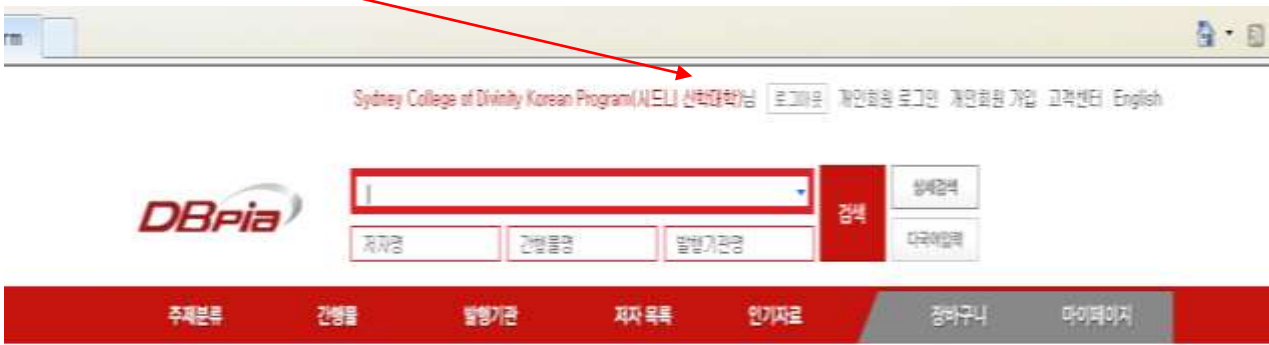 rm
Sydney College of Divinity Korean Program(시드니 신학대학)님 로그아웃 개인회원 로그인 개인회원 가입 고객센터 English
DBpia
검색
상세검색
다국어입력
저자명 간행물명 발행기관명
주제분류 간행물 발행기관 저자 목록 인기자료 장바구니 마이페이지